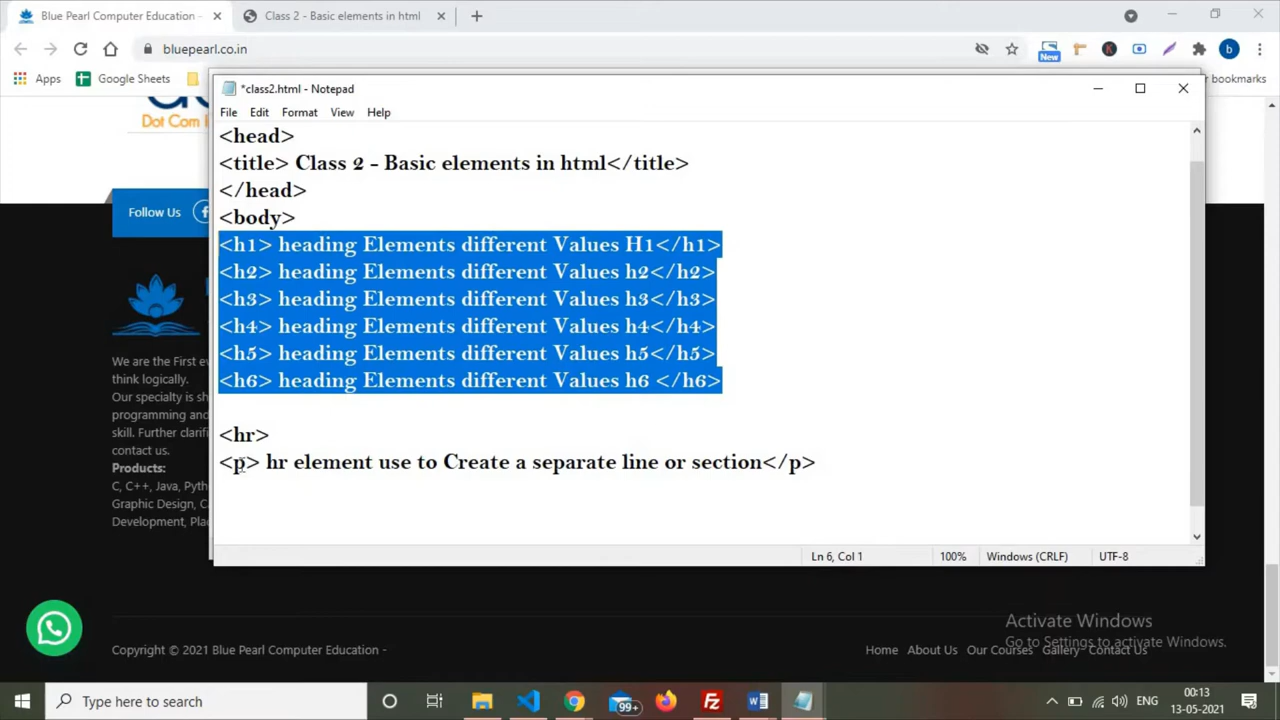 Blue Pearl Computer Education -
Class 2 - Basic elements in html
bluepearl.co.in
New
K
b
Apps
Google Sheets
bookmarks
Dot Com I
*class2.html - Notepad
File Edit Format View Help
<head>
<title> Class 2 - Basic elements in html</title>
</head>
<body>
<h1> heading Elements different Values H1</h1>
<h2> heading Elements different Values h2</h2>
<h3> heading Elements different Values h3</h3>
<h4> heading Elements different Values h4</h4>
<h5> heading Elements different Values h5</h5>
<h6> heading Elements different Values h6 </h6>
<hr>
<p> hr element use to Create a separate line or section</p>
Ln 6, Col 1
100%
Windows (CRLF)
UTF-8
Follow Us
We are the First ev
think logically.
Our specialty is sh
programming and
skill. Further clarifi
contact us.
Products:
C, C++, Java, Pyth
Graphic Design, C
Development, Pla
Activate Windows
Go to Settings to activate Windows.
Copyright © 2021 Blue Pearl Computer Education -
Home About Us Our Courses Gallery Contact Us
Type here to search
99+
ENG
00:13
13-05-2021